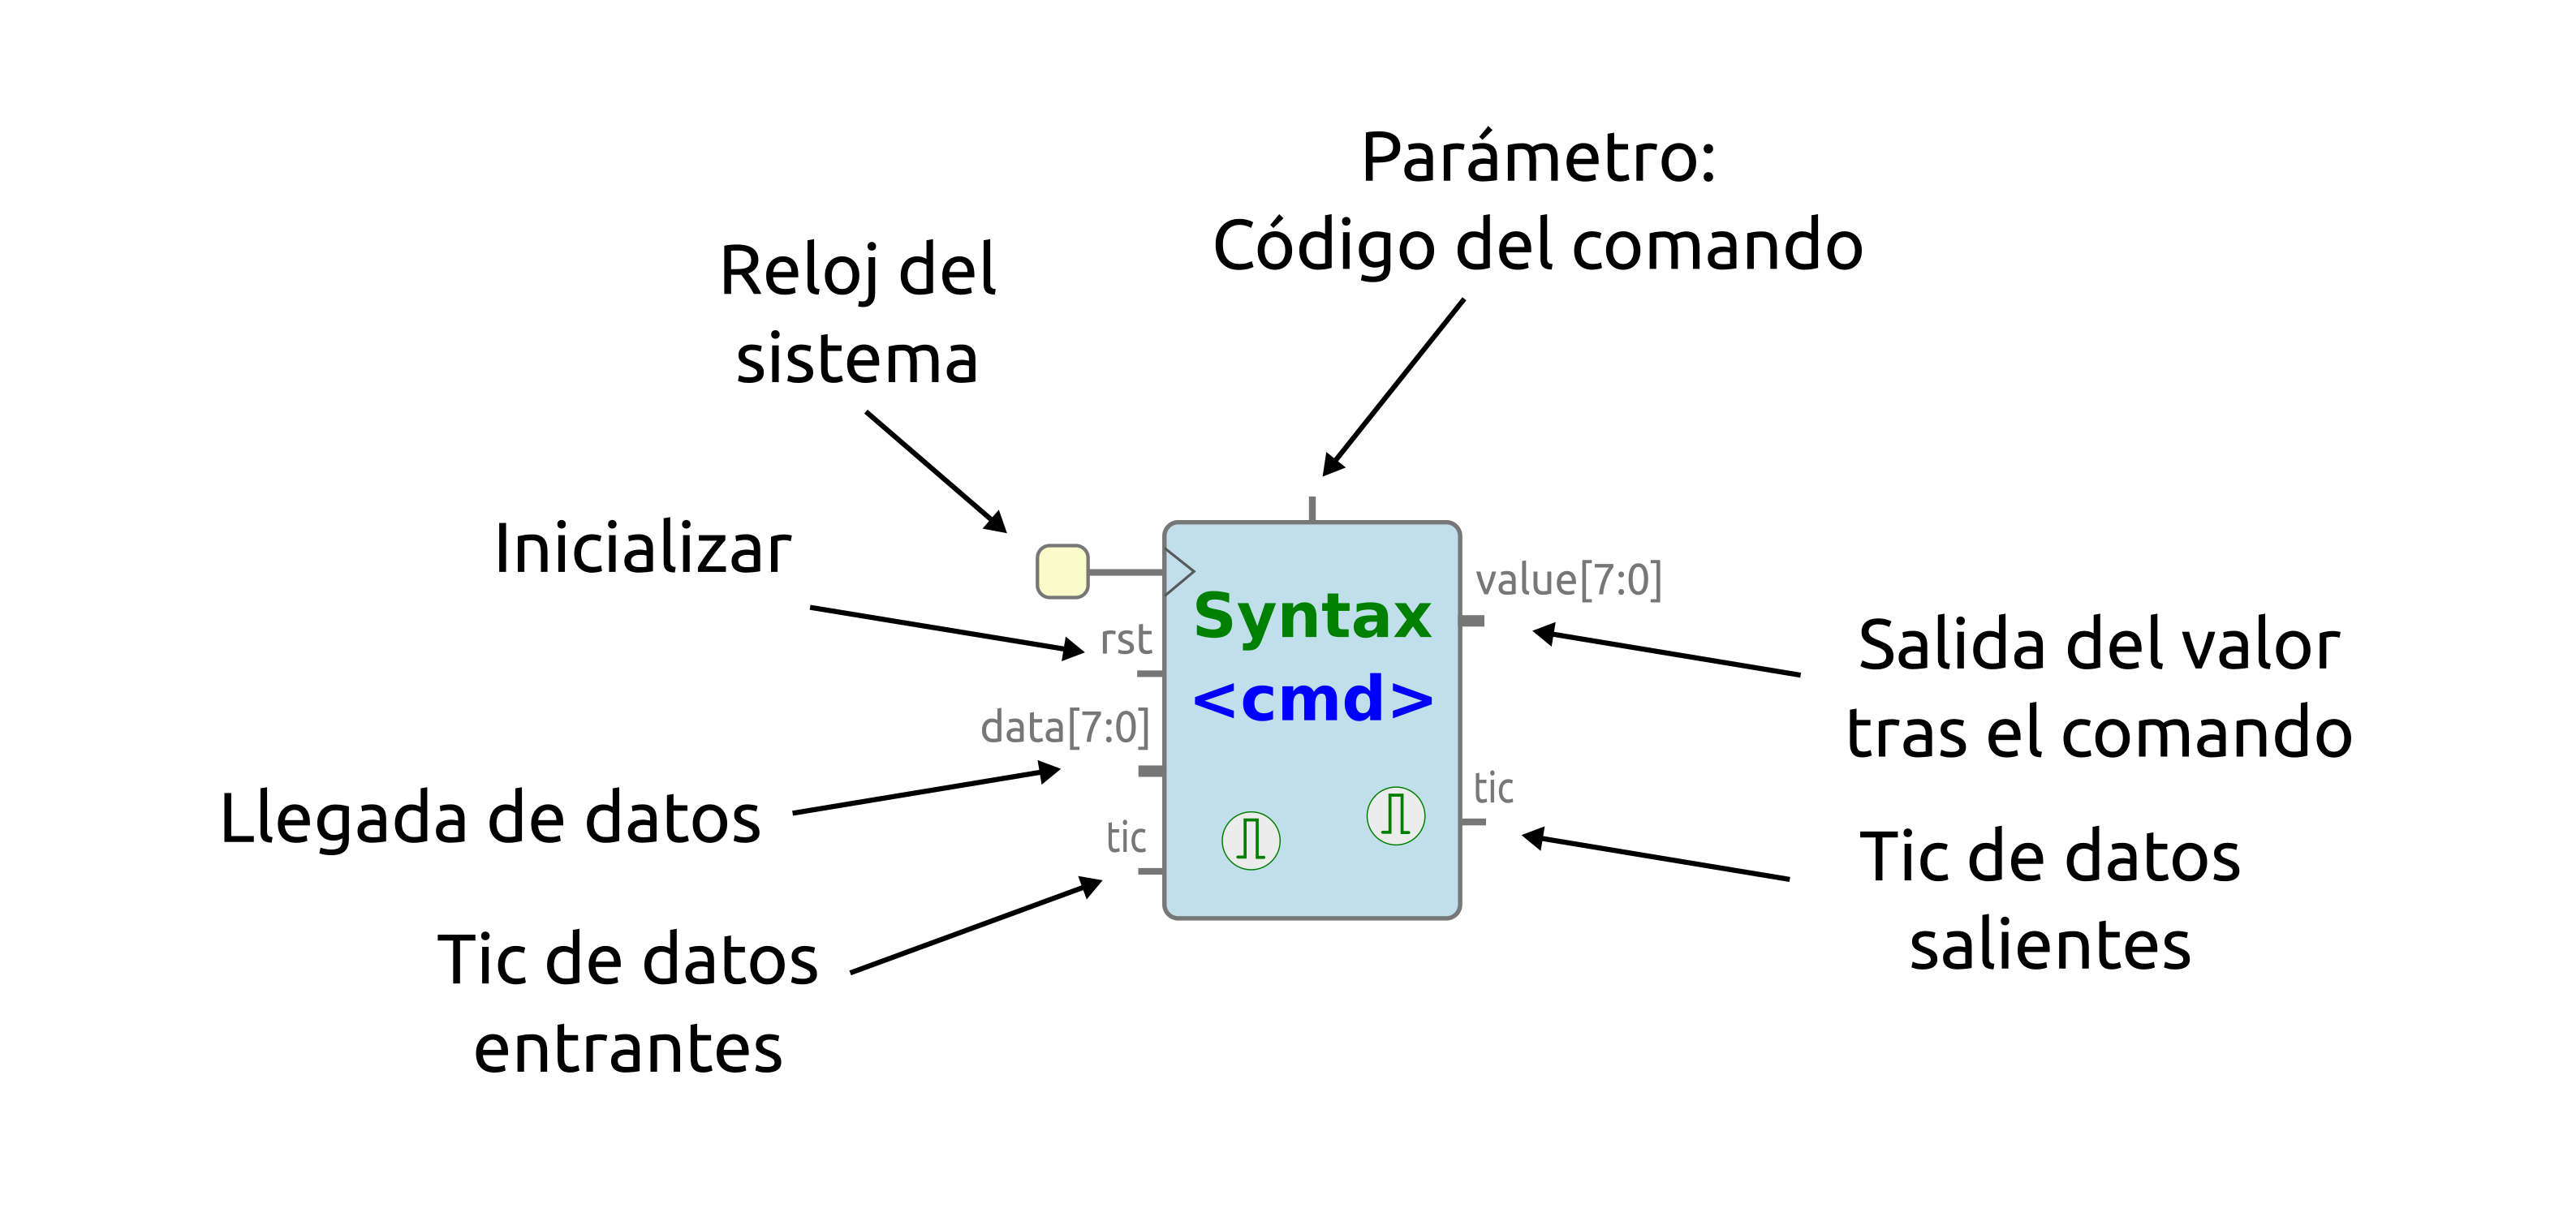 Parámetro:
Código del comando
Reloj del
sistema
Inicializar
rst
data[7:0]
Llegada de datos
tic
Tic de datos
entrantes
Syntax
<cmd>
value[7:0]
Salida del valor
tras el comando
tic
Tic de datos
salientes